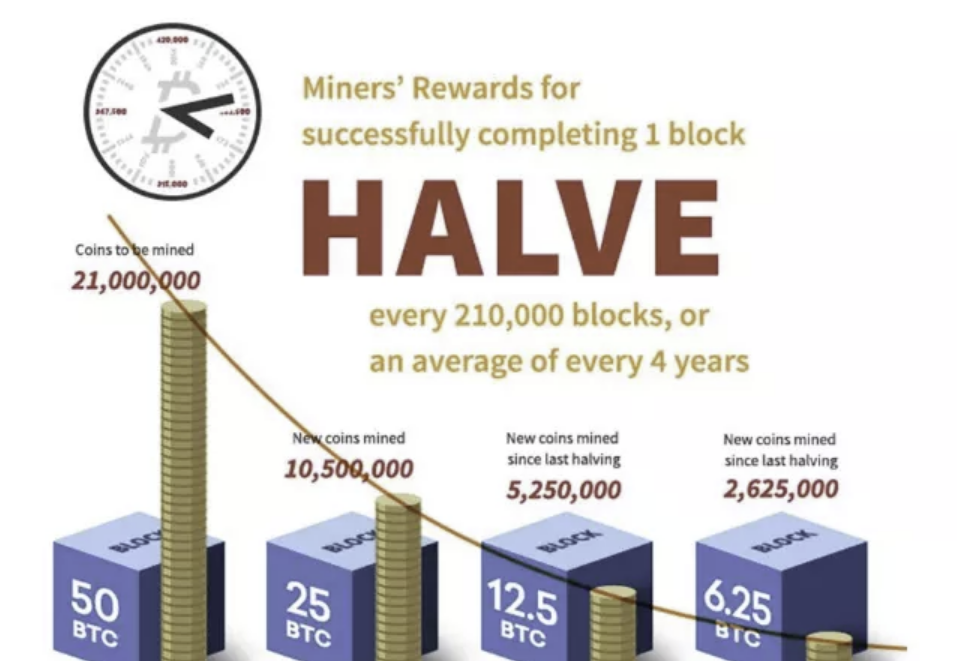 420,000
Miners' Rewards for
successfully completing 1 block
HALVE
every 210,000 blocks, or
an average of every 4 years
Coins to be mined
21,000,000
New coins mined
10,500,000
New coins mined
since last halving
5,250,000
New coins mined
since last halving
2,625,000
BLOCK
BLOCK
BLOCK
BLOCK
50
BTC
25
BTC
12.5
BTC
6.25
BTC